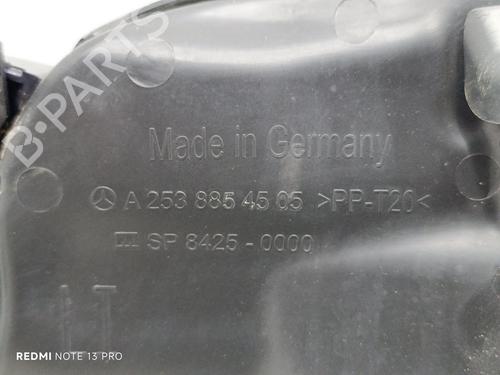 B-PARTS
Made in Germany
A 253 885 45 05 >PP-T20<
SP 8425 - 0000
REDMI NOTE 13 PRO